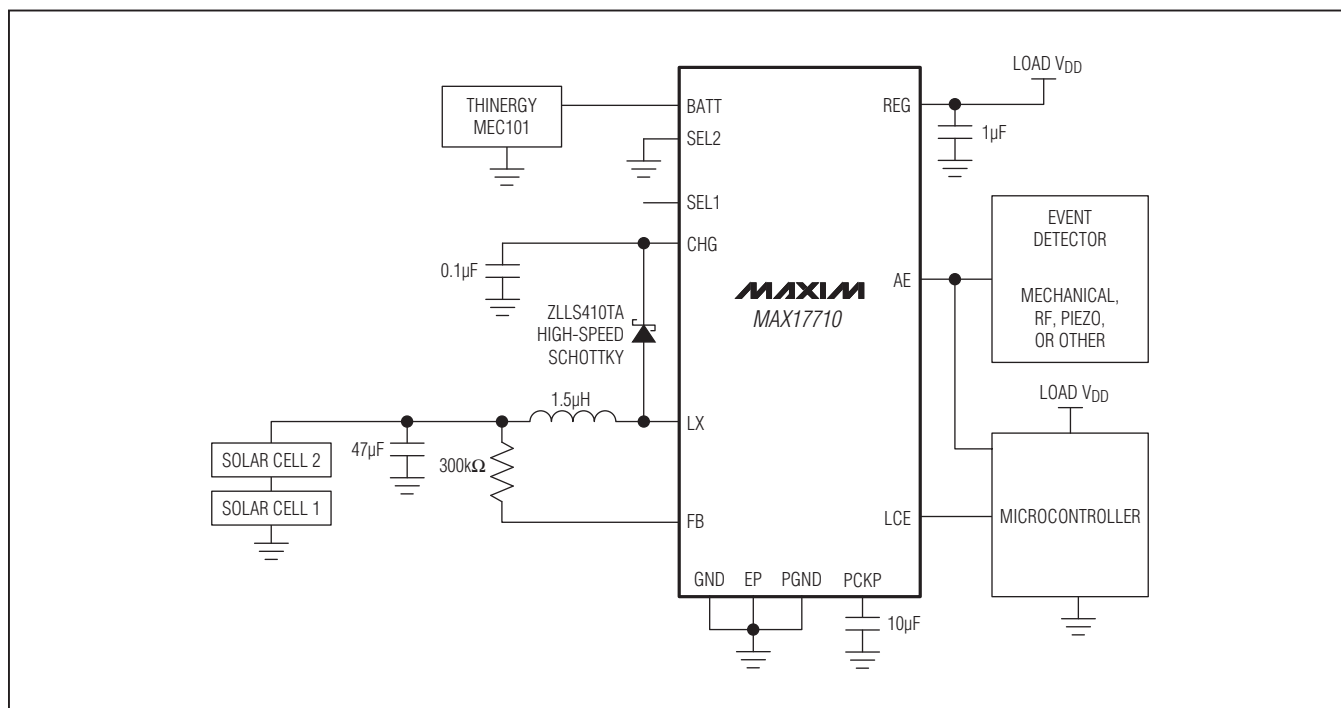 THINERGY
MEC101
BATT
SEL2
SEL1
CHG
0.1µF
ZLLS410TA
HIGH-SPEED
SCHOTTKY
1.5µH
LX
47µF
300kΩ
SOLAR CELL 2
SOLAR CELL 1
FB
GND EP PGND PCKP
10µF
MAXIM
MAX17710
REG
LOAD VDD
1µF
AE
EVENT
DETECTOR
MECHANICAL,
RF, PIEZO,
OR OTHER
LOAD VDD
LCE
MICROCONTROLLER